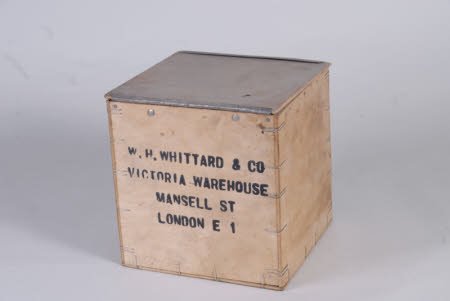 W.H.WHITTARD & CO
VICTORIA WAREHOUSE
MANSELL ST
LONDON E 1